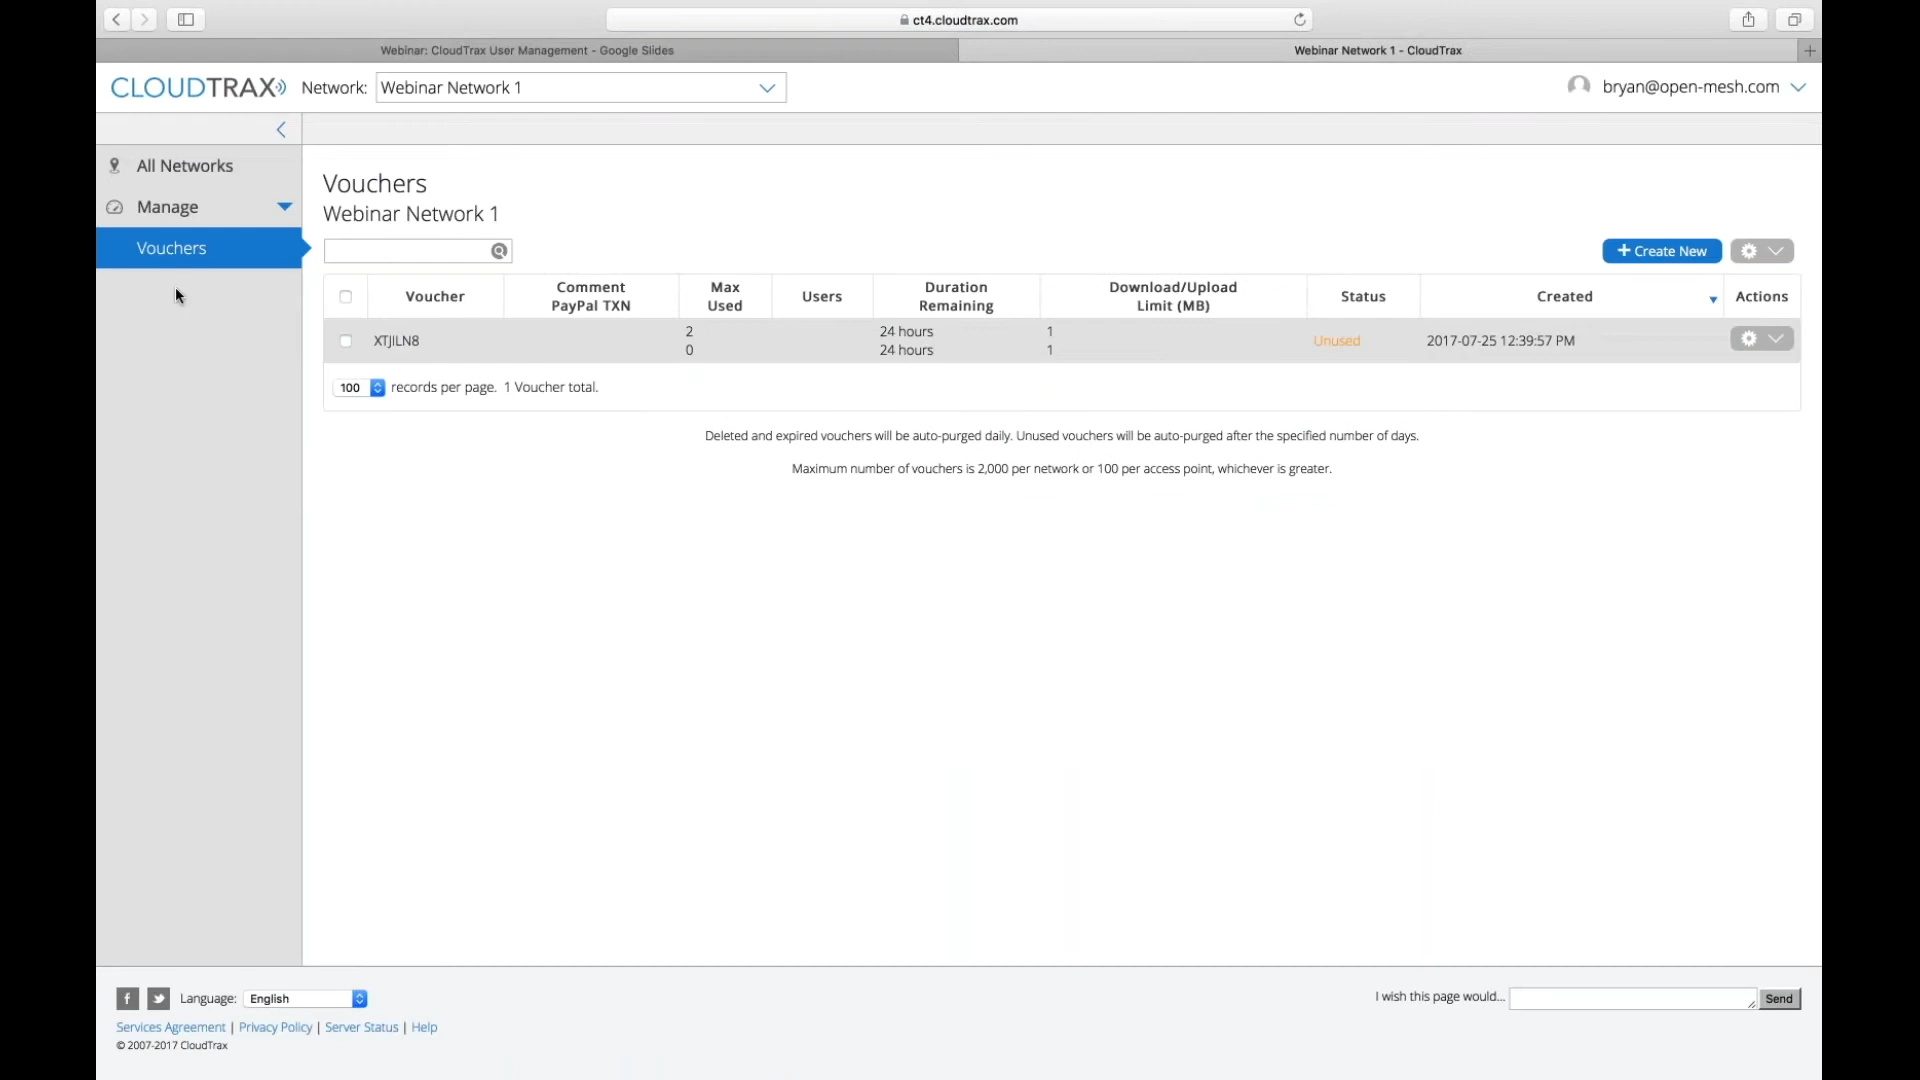 ct4.cloudtrax.com
Webinar: CloudTrax User Management - Google Slides
Webinar Network 1 - CloudTrax
CLOUDTRAX
Network: Webinar Network 1
bryan@open-mesh.com
All Networks
Manage
Vouchers
Vouchers
Webinar Network 1
+ Create New
Voucher
Comment
PayPal TXN
Max
Used
Users
Duration
Remaining
Download/Upload
Limit (MB)
Status
Created
Actions
XTJILN8
2
0
24 hours
24 hours
1
1
Unused
2017-07-25 12:39:57 PM
100 records per page. 1 Voucher total.
Deleted and expired vouchers will be auto-purged daily. Unused vouchers will be auto-purged after the specified number of days.
Maximum number of vouchers is 2,000 per network or 100 per access point, whichever is greater.
Language: English
I wish this page would... Send
Services Agreement | Privacy Policy | Server Status | Help
© 2007-2017 CloudTrax